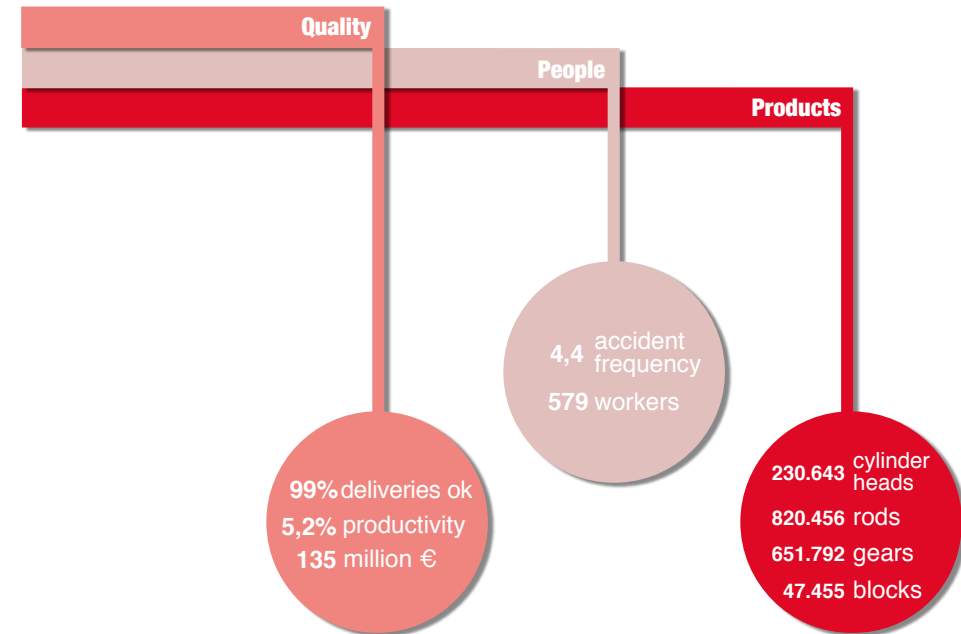 Quality
People
Products
4,4 accident
frequency
579 workers
99% deliveries ok
5,2% productivity
135 million €
230.643 cylinder
heads
820.456 rods
651.792 gears
47.455 blocks